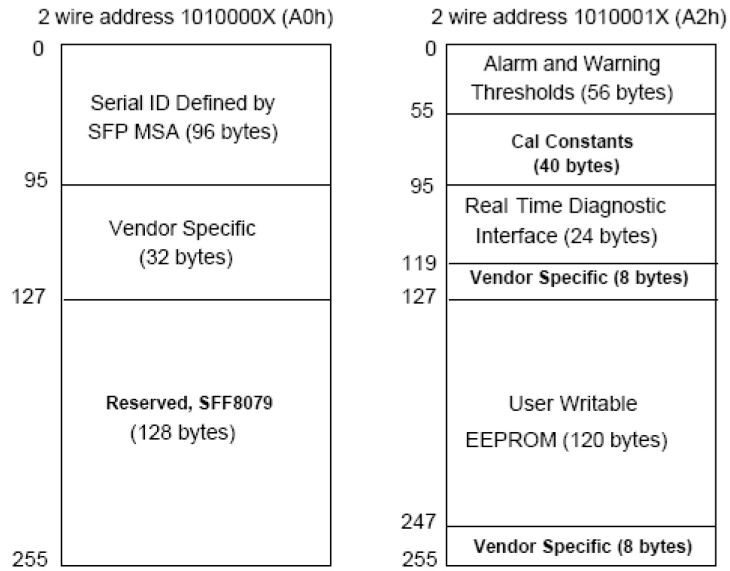 2 wire address 1010000X (A0h)
0
Serial ID Defined by
SFP MSA (96 bytes)
95
Vendor Specific
(32 bytes)
127
Reserved, SFF8079
(128 bytes)
255
2 wire address 1010001X (A2h)
0
Alarm and Warning
Thresholds (56 bytes)
55
Cal Constants
(40 bytes)
95
Real Time Diagnostic
Interface (24 bytes)
119
Vendor Specific (8 bytes)
127
User Writable
EEPROM (120 bytes)
247
Vendor Specific (8 bytes)
255